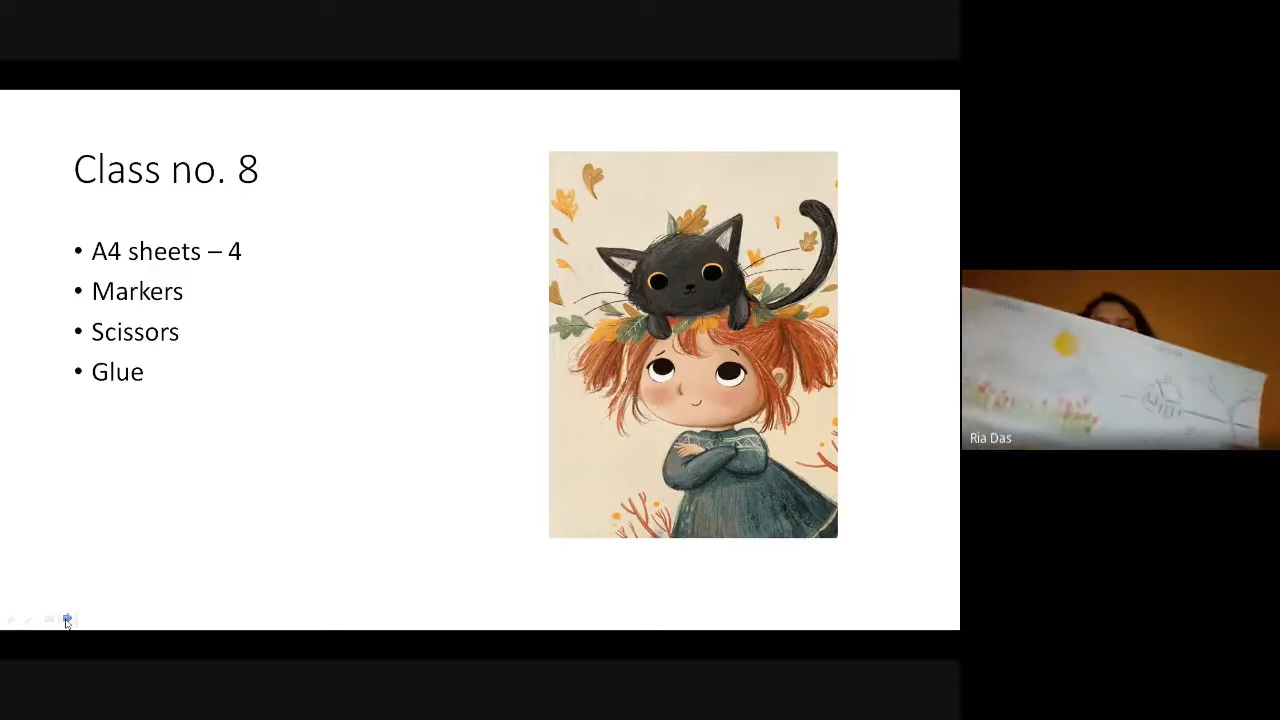 Class no. 8
• A4 sheets – 4
• Markers
• Scissors
• Glue
Ria Das